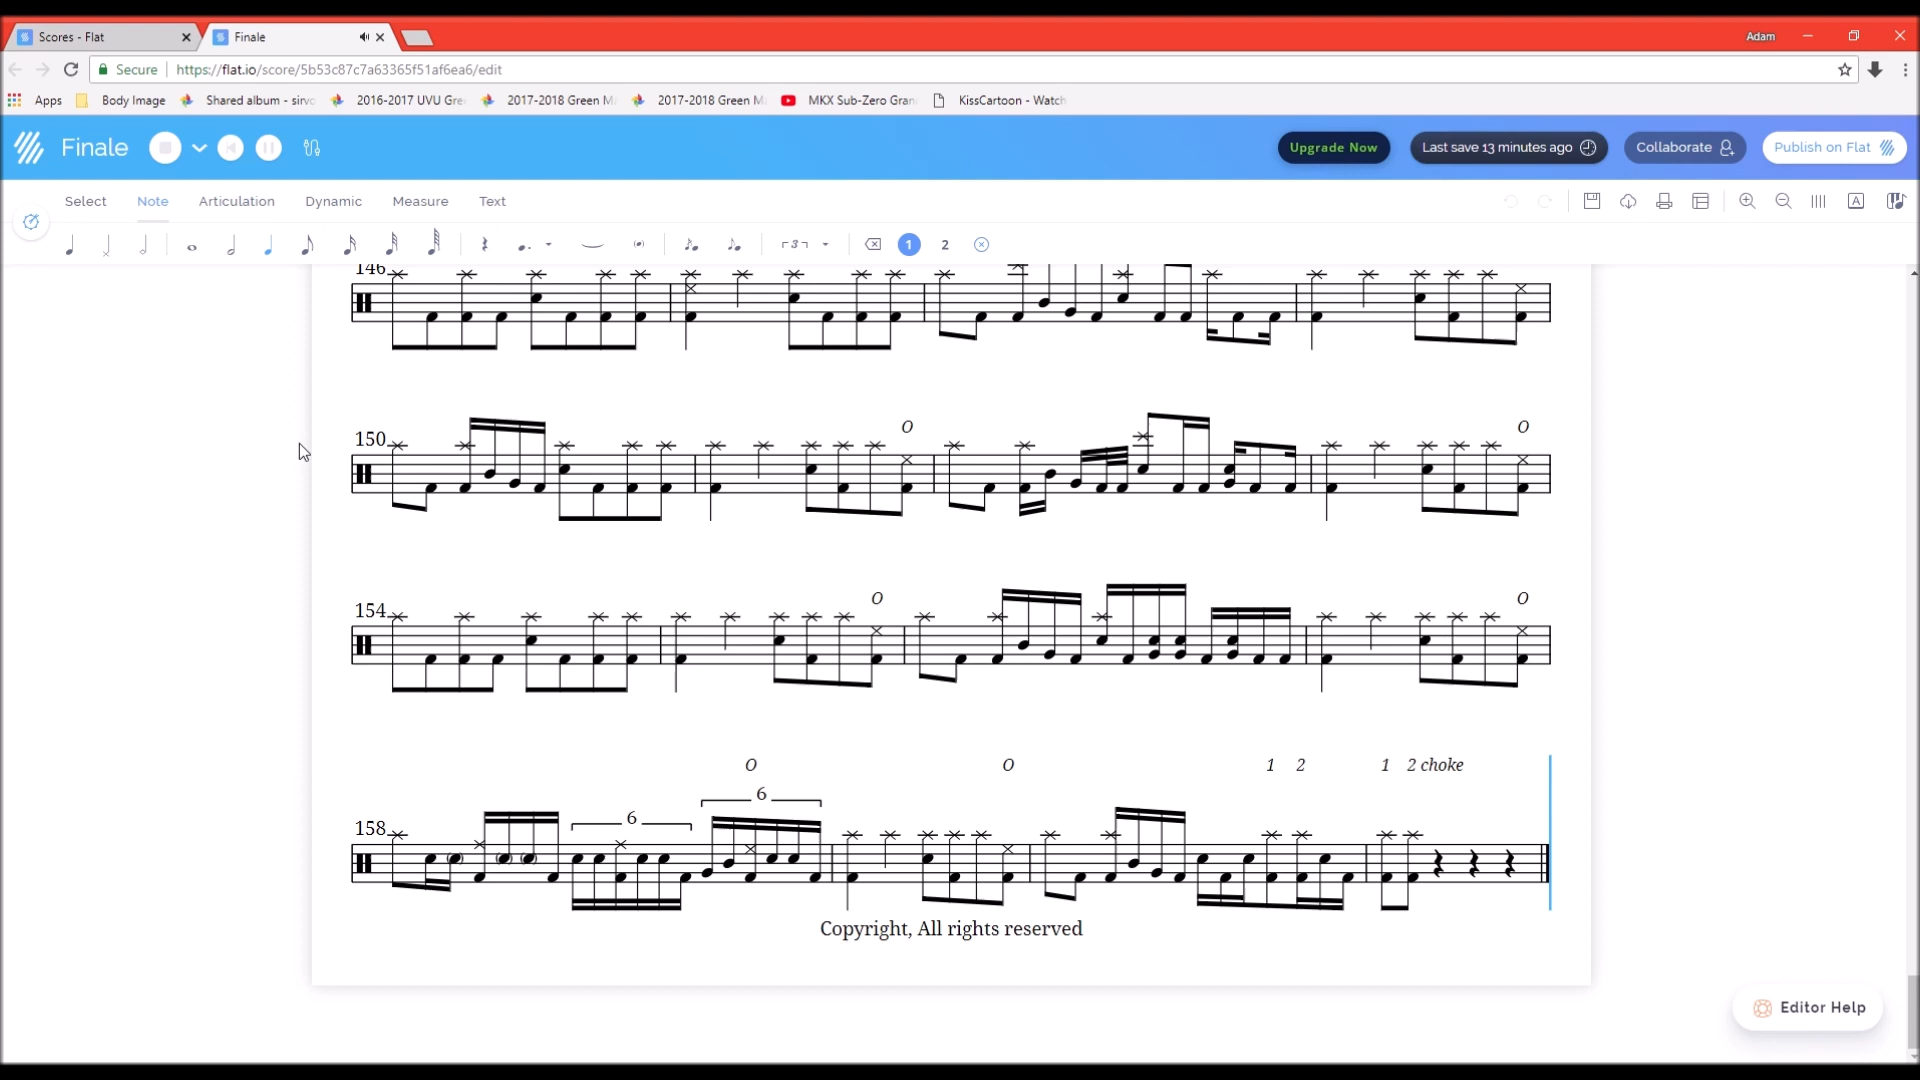 Scores - Flat
Finale
Adam
Secure
https://flat.io/score/5b53c87c7a63365f51af6ea6/edit
Apps
Body Image
Shared album - sirvo
2016-2017 UVU Gre
2017-2018 Green M
2017-2018 Green M
MKX Sub-Zero Gran
KissCartoon - Watch
Finale
Upgrade Now
Last save 13 minutes ago
Collaborate
Publish on Flat
Select
Note
Articulation
Dynamic
Measure
Text
A
3
1
2
146
150
O
O
154
O
O
O
O
1 2
1 2 choke
6
6
158
Copyright, All rights reserved
Editor Help